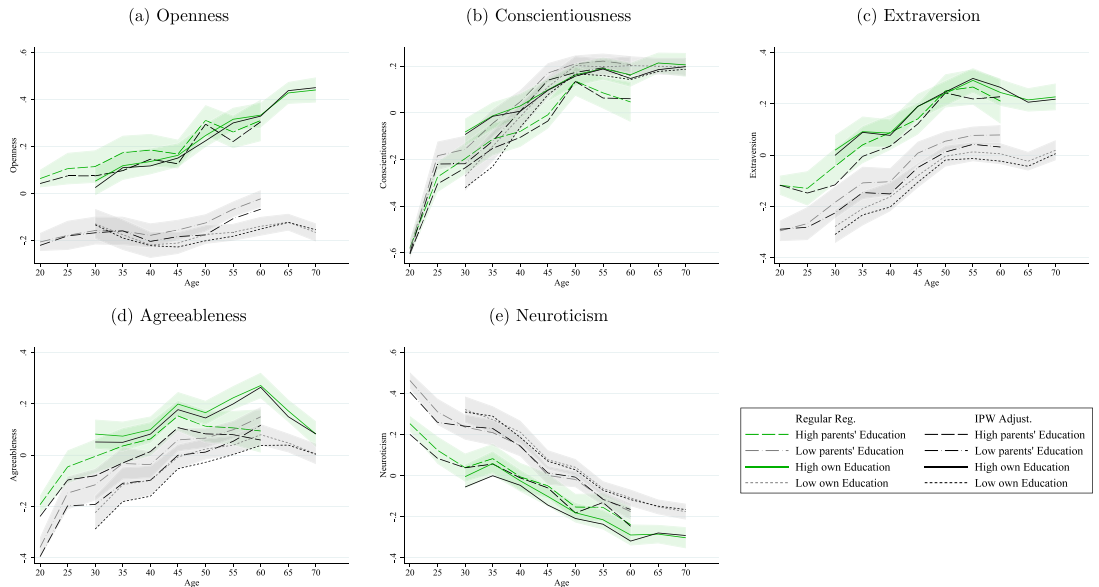 (a) Openness
(b) Conscientiousness
(c) Extraversion
.6
.4
.2
0
-.2
Openness
20 25 30 35 40 45 50 55 60 65 70
Age
.2
0
-.2
-.4
-.6
Conscientiousness
20 25 30 35 40 45 50 55 60 65 70
Age
.4
.2
0
-.2
-.4
Extraversion
20 25 30 35 40 45 50 55 60 65 70
Age
(d) Agreeableness
(e) Neuroticism
.4
.2
0
-.2
-.4
Agreeableness
20 25 30 35 40 45 50 55 60 65 70
Age
.6
.4
.2
0
-.2
-.4
Neuroticism
20 25 30 35 40 45 50 55 60 65 70
Age
Regular Reg. IPW Adjust.
High parents' Education High parents' Education
Low parents' Education Low parents' Education
High own Education High own Education
Low own Education Low own Education